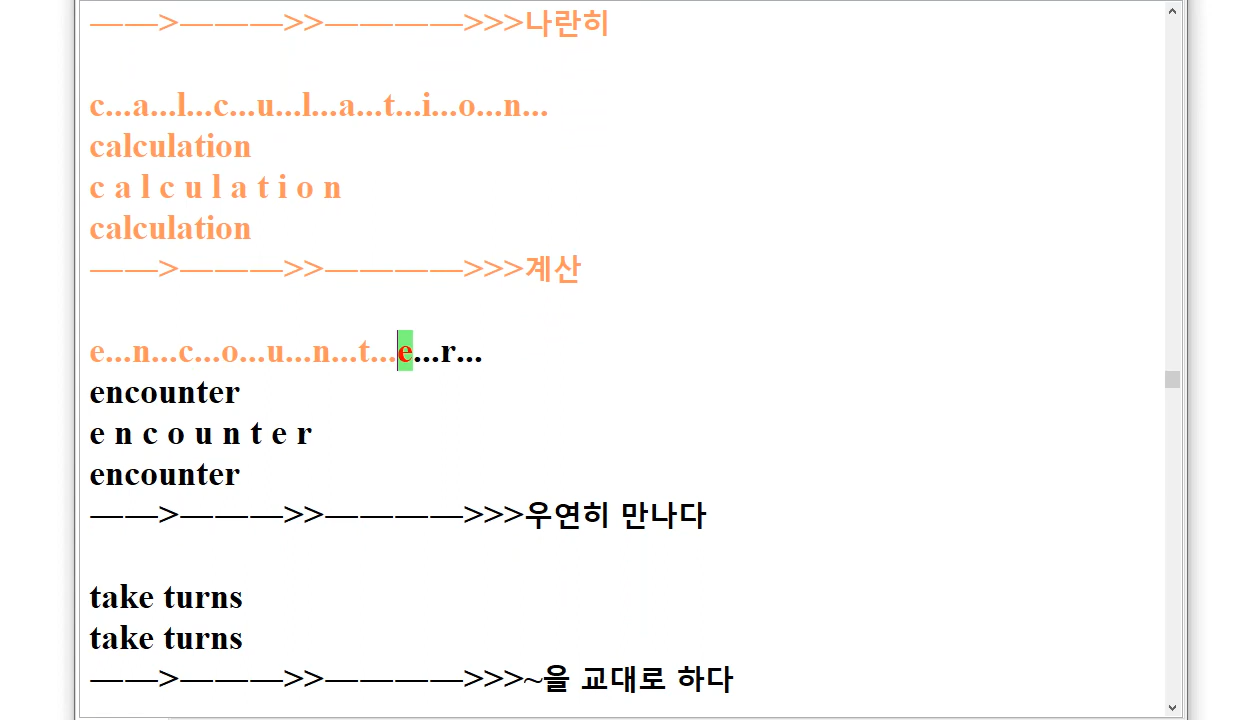 ——>———>>————>>>나란히
c...a...l...c...u...l...a...t...i...o...n...
calculation
c a l c u l a t i o n
calculation
——>———>>————>>>계산
e...n...c...o...u...n...t...e...r...
encounter
e n c o u n t e r
encounter
——>———>>————>>>우연히 만나다
take turns
take turns
——>———>>————>>>~을 교대로 하다